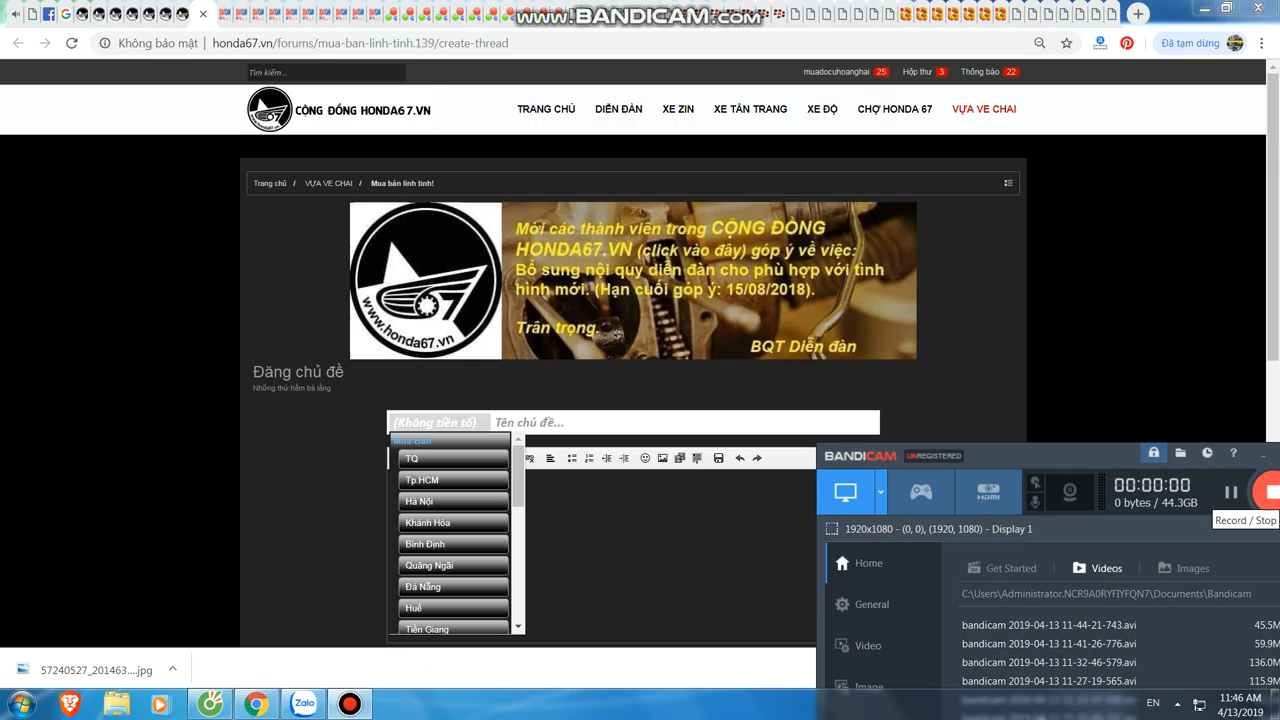 www.BANDICAM.com
Không bảo mật | honda67.vn/forums/mua-ban-linh-tinh.139/create-thread
Đã tạm dừng
Tìm kiếm...
muadocuhoanghai 25 Hộp thư 3 Thông báo 22
CỘNG ĐỒNG HONDA67.VN
TRANG CHỦ DIỄN ĐÀN XE ZIN XE TÂN TRANG XE ĐỘ CHỢ HONDA 67 VỰA VE CHAI
Trang chủ / VỰA VE CHAI / Mua bán linh tinh!
www.honda67.vn
Mời các thành viên trong CỘNG ĐỒNG
HONDA67.VN (click vào đây) góp ý về việc:
Bổ sung nội quy diễn đàn cho phù hợp với tình
hình mới. (Hạn cuối góp ý: 15/08/2018).
Trân trọng.
BQT Diễn đàn
Đăng chủ đề
Những thứ hầm bà lằng
(Không tiền tố) Tên chủ đề...
Mua-Bán
TQ
Tp.HCM
Hà Nội
Khánh Hòa
Bình Định
Quảng Ngãi
Đà Nẵng
Huế
Tiền Giang
BANDICAM UNREGISTERED
HDMI
00:00:00
0 bytes / 44.3GB
Record / Stop
1920x1080 - (0, 0), (1920, 1080) - Display 1
Home
General
Video
Image
Get Started Videos Images
C:\Users\Administrator.NCR9A0RYFIYFQN7\Documents\Bandicam
bandicam 2019-04-13 11-44-21-743.avi 45.5M
bandicam 2019-04-13 11-41-26-776.avi 59.9M
bandicam 2019-04-13 11-32-46-579.avi 136.0M
bandicam 2019-04-13 11-27-19-565.avi 115.9M
57240527_201463....jpg
Zalo
EN
11:46 AM
4/13/2019